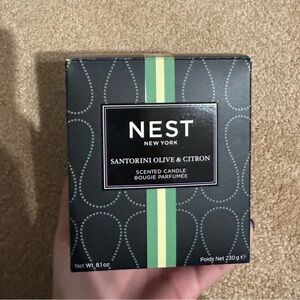 NEST
NEW YORK
SANTORINI OLIVE & CITRON
SCENTED CANDLE
BOUGIE PARFUMÉE
Net Wt. 8.1 oz
Poids Net 230 g ℮